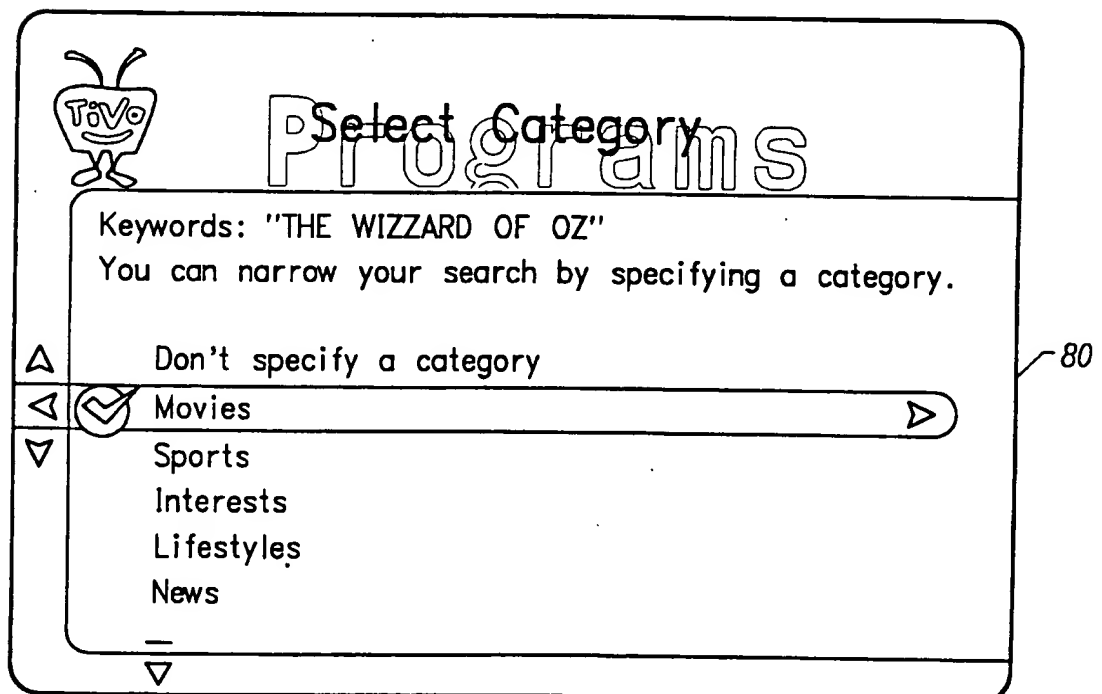 TiVo
Programs
Select Category
Keywords: "THE WIZZARD OF OZ"
You can narrow your search by specifying a category.
Don't specify a category
80
Movies
Sports
Interests
Lifestyles
News